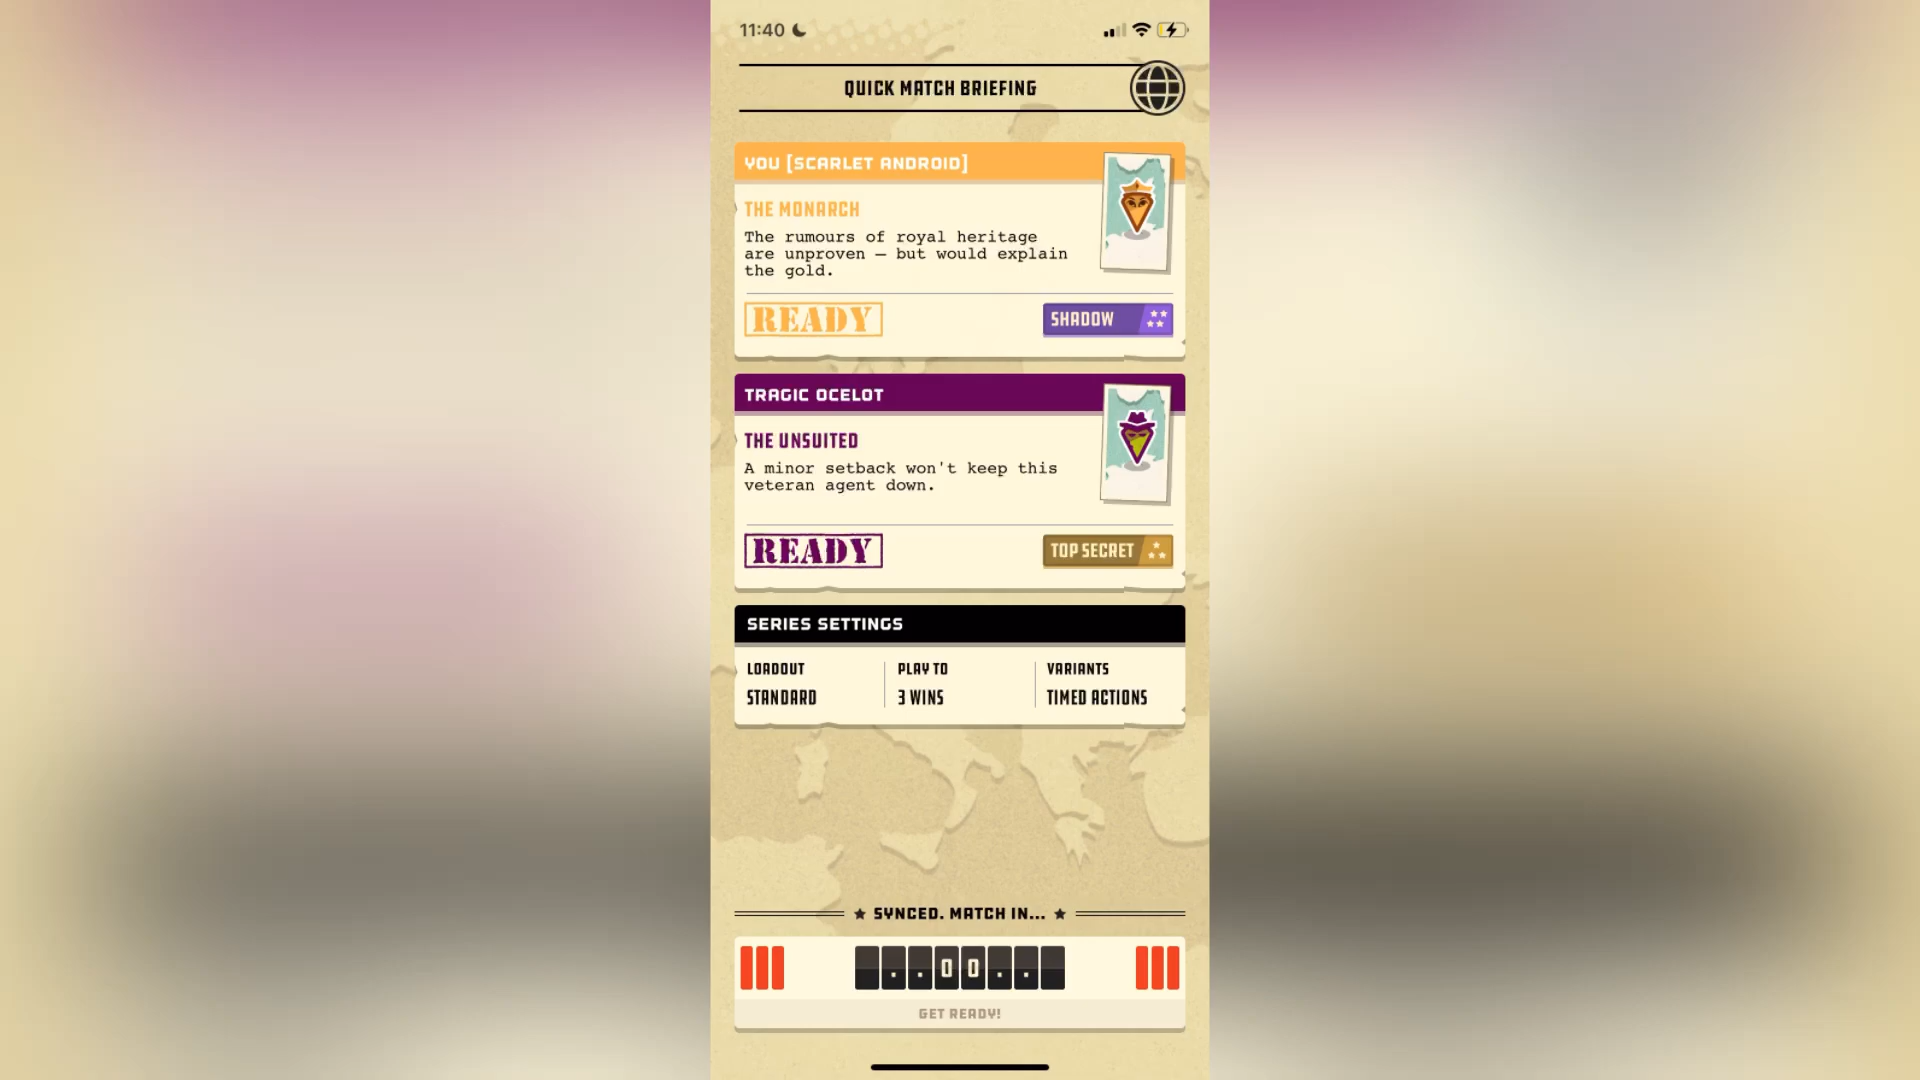 11:40
QUICK MATCH BRIEFING
YOU [SCARLET ANDROID]
THE MONARCH
The rumours of royal heritage
are unproven – but would explain
the gold.
READY
SHADOW
TRAGIC OCELOT
THE UNSUITED
A minor setback won't keep this
veteran agent down.
READY
TOP SECRET
SERIES SETTINGS
LOADOUT
PLAY TO
VARIANTS
STANDARD
3 WINS
TIMED ACTIONS
SYNCED. MATCH IN...
..00..
GET READY!